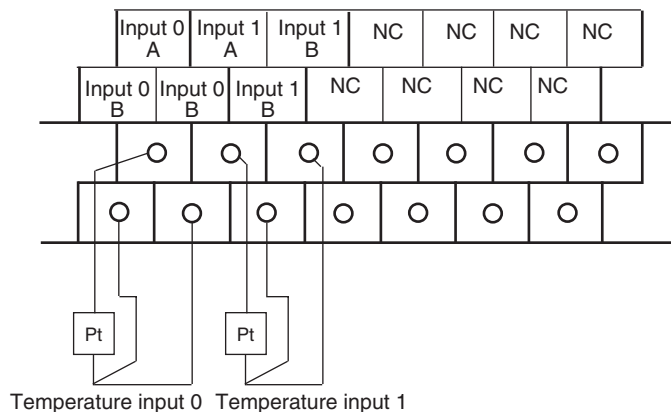 Input 0 Input 1 Input 1 NC NC NC NC
A A B
Input 0 Input 0 Input 1 NC NC NC NC
B B B
Pt Pt
Temperature input 0 Temperature input 1